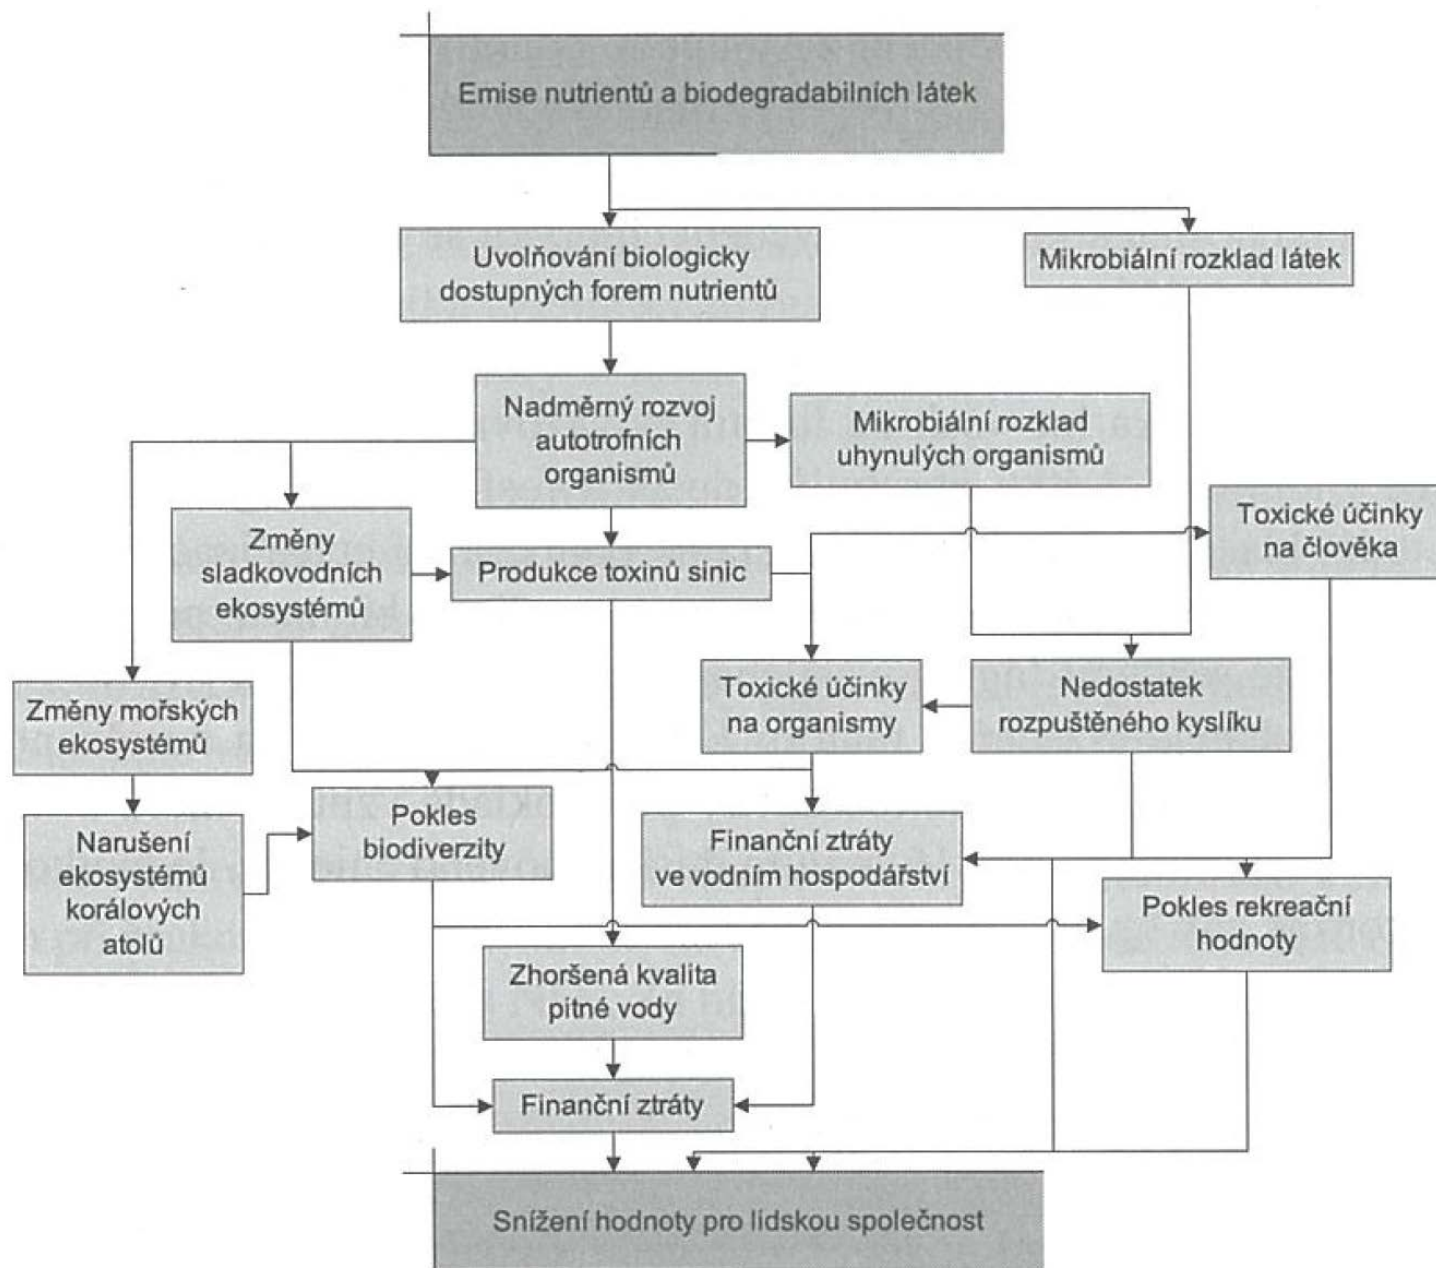 Emise nutrientů a biodegradabilních látek
Uvolňování biologicky
dostupných forem nutrientů
Mikrobiální rozklad látek
Nadměrný rozvoj
autotrofních
organismů
Mikrobiální rozklad
uhynulých organismů
Toxické účinky
na člověka
Změny
sladkovodních
ekosystémů
Produkce toxinů sinic
Změny mořských
ekosystémů
Toxické účinky
na organismy
Nedostatek
rozpuštěného kyslíku
Narušení
ekosystémů
korálových
atolů
Pokles
biodiverzity
Finanční ztráty
ve vodním hospodářství
Pokles rekreační
hodnoty
Zhoršená kvalita
pitné vody
Finanční ztráty
Snížení hodnoty pro lidskou společnost